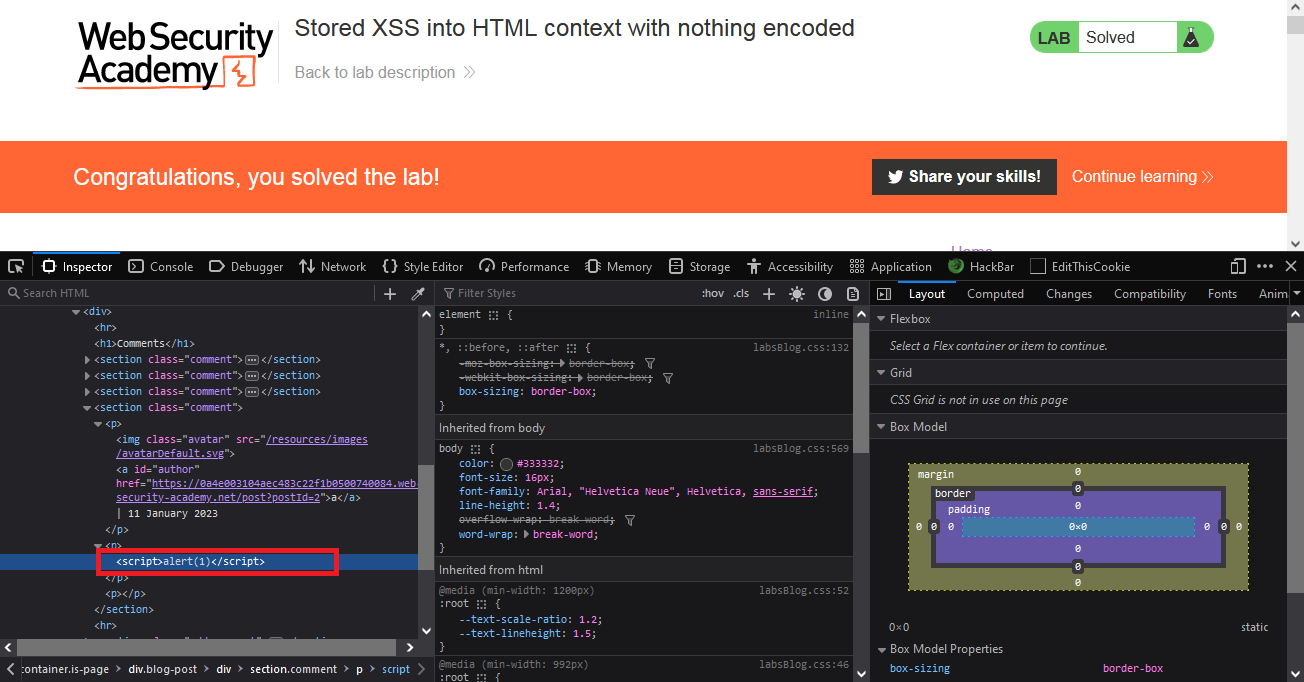 Web Security
Academy
Stored XSS into HTML context with nothing encoded
Back to lab description
LAB Solved
Congratulations, you solved the lab!
Share your skills!
Continue learning
Home
Inspector
Console
Debugger
Network
Style Editor
Performance
Memory
Storage
Accessibility
Application
HackBar
EditThisCookie
Search HTML
<div>
<hr>
<h1>Comments</h1>
<section class="comment"></section>
<section class="comment"></section>
<section class="comment"></section>
<section class="comment">
<p>
<img class="avatar" src="/resources/images
/avatarDefault.svg">
<a id="author"
href="https://0a4e003104aec483c22f1b0500740084.web-
security-academy.net/post?postId=2">a</a>
| 11 January 2023
</p>
<p>
<script>alert(1)</script>
</p>
<p></p>
</section>
<hr>
container.is-page > div.blog-post > div > section.comment > p > script
Filter Styles
:hov .cls
element { inline
}
*, ::before, ::after { labsBlog.css:132
-moz-box-sizing: border-box;
-webkit-box-sizing: border-box;
box-sizing: border-box;
}
Inherited from body
body { labsBlog.css:569
color: #333332;
font-size: 16px;
font-family: Arial, "Helvetica Neue", Helvetica, sans-serif;
line-height: 1.4;
overflow-wrap: break-word;
word-wrap: break-word;
}
Inherited from html
@media (min-width: 1200px) labsBlog.css:52
:root {
--text-scale-ratio: 1.2;
--text-lineheight: 1.5;
}
@media (min-width: 992px) labsBlog.css:46
:root {
Layout
Computed
Changes
Compatibility
Fonts
Anim
Flexbox
Select a Flex container or item to continue.
Grid
CSS Grid is not in use on this page
Box Model
margin 0
border 0
padding 0
0 0 0 0×0 0 0 0
0
0
0
0×0 static
Box Model Properties
box-sizing border-box